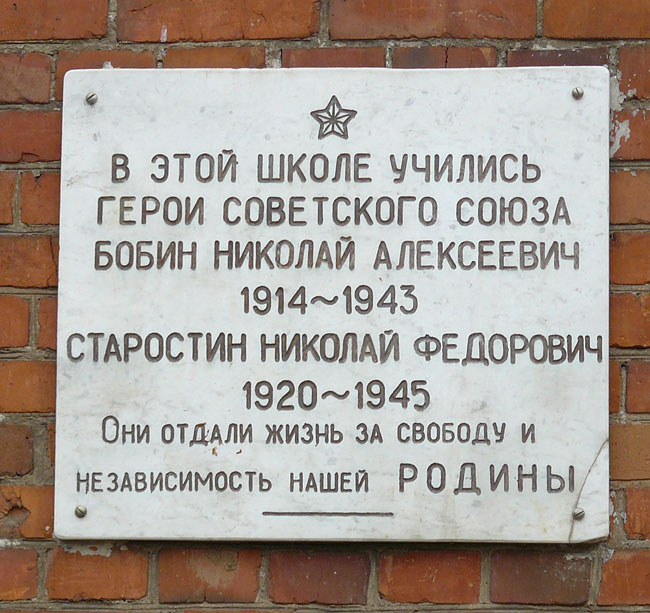 В ЭТОЙ ШКОЛЕ УЧИЛИСЬ
ГЕРОИ СОВЕТСКОГО СОЮЗА
БОБИН НИКОЛАЙ АЛЕКСЕЕВИЧ
1914~1943
СТАРОСТИН НИКОЛАЙ ФЕДОРОВИЧ
1920~1945
Они отдали жизнь за свободу и
независимость нашей РОДИНЫ